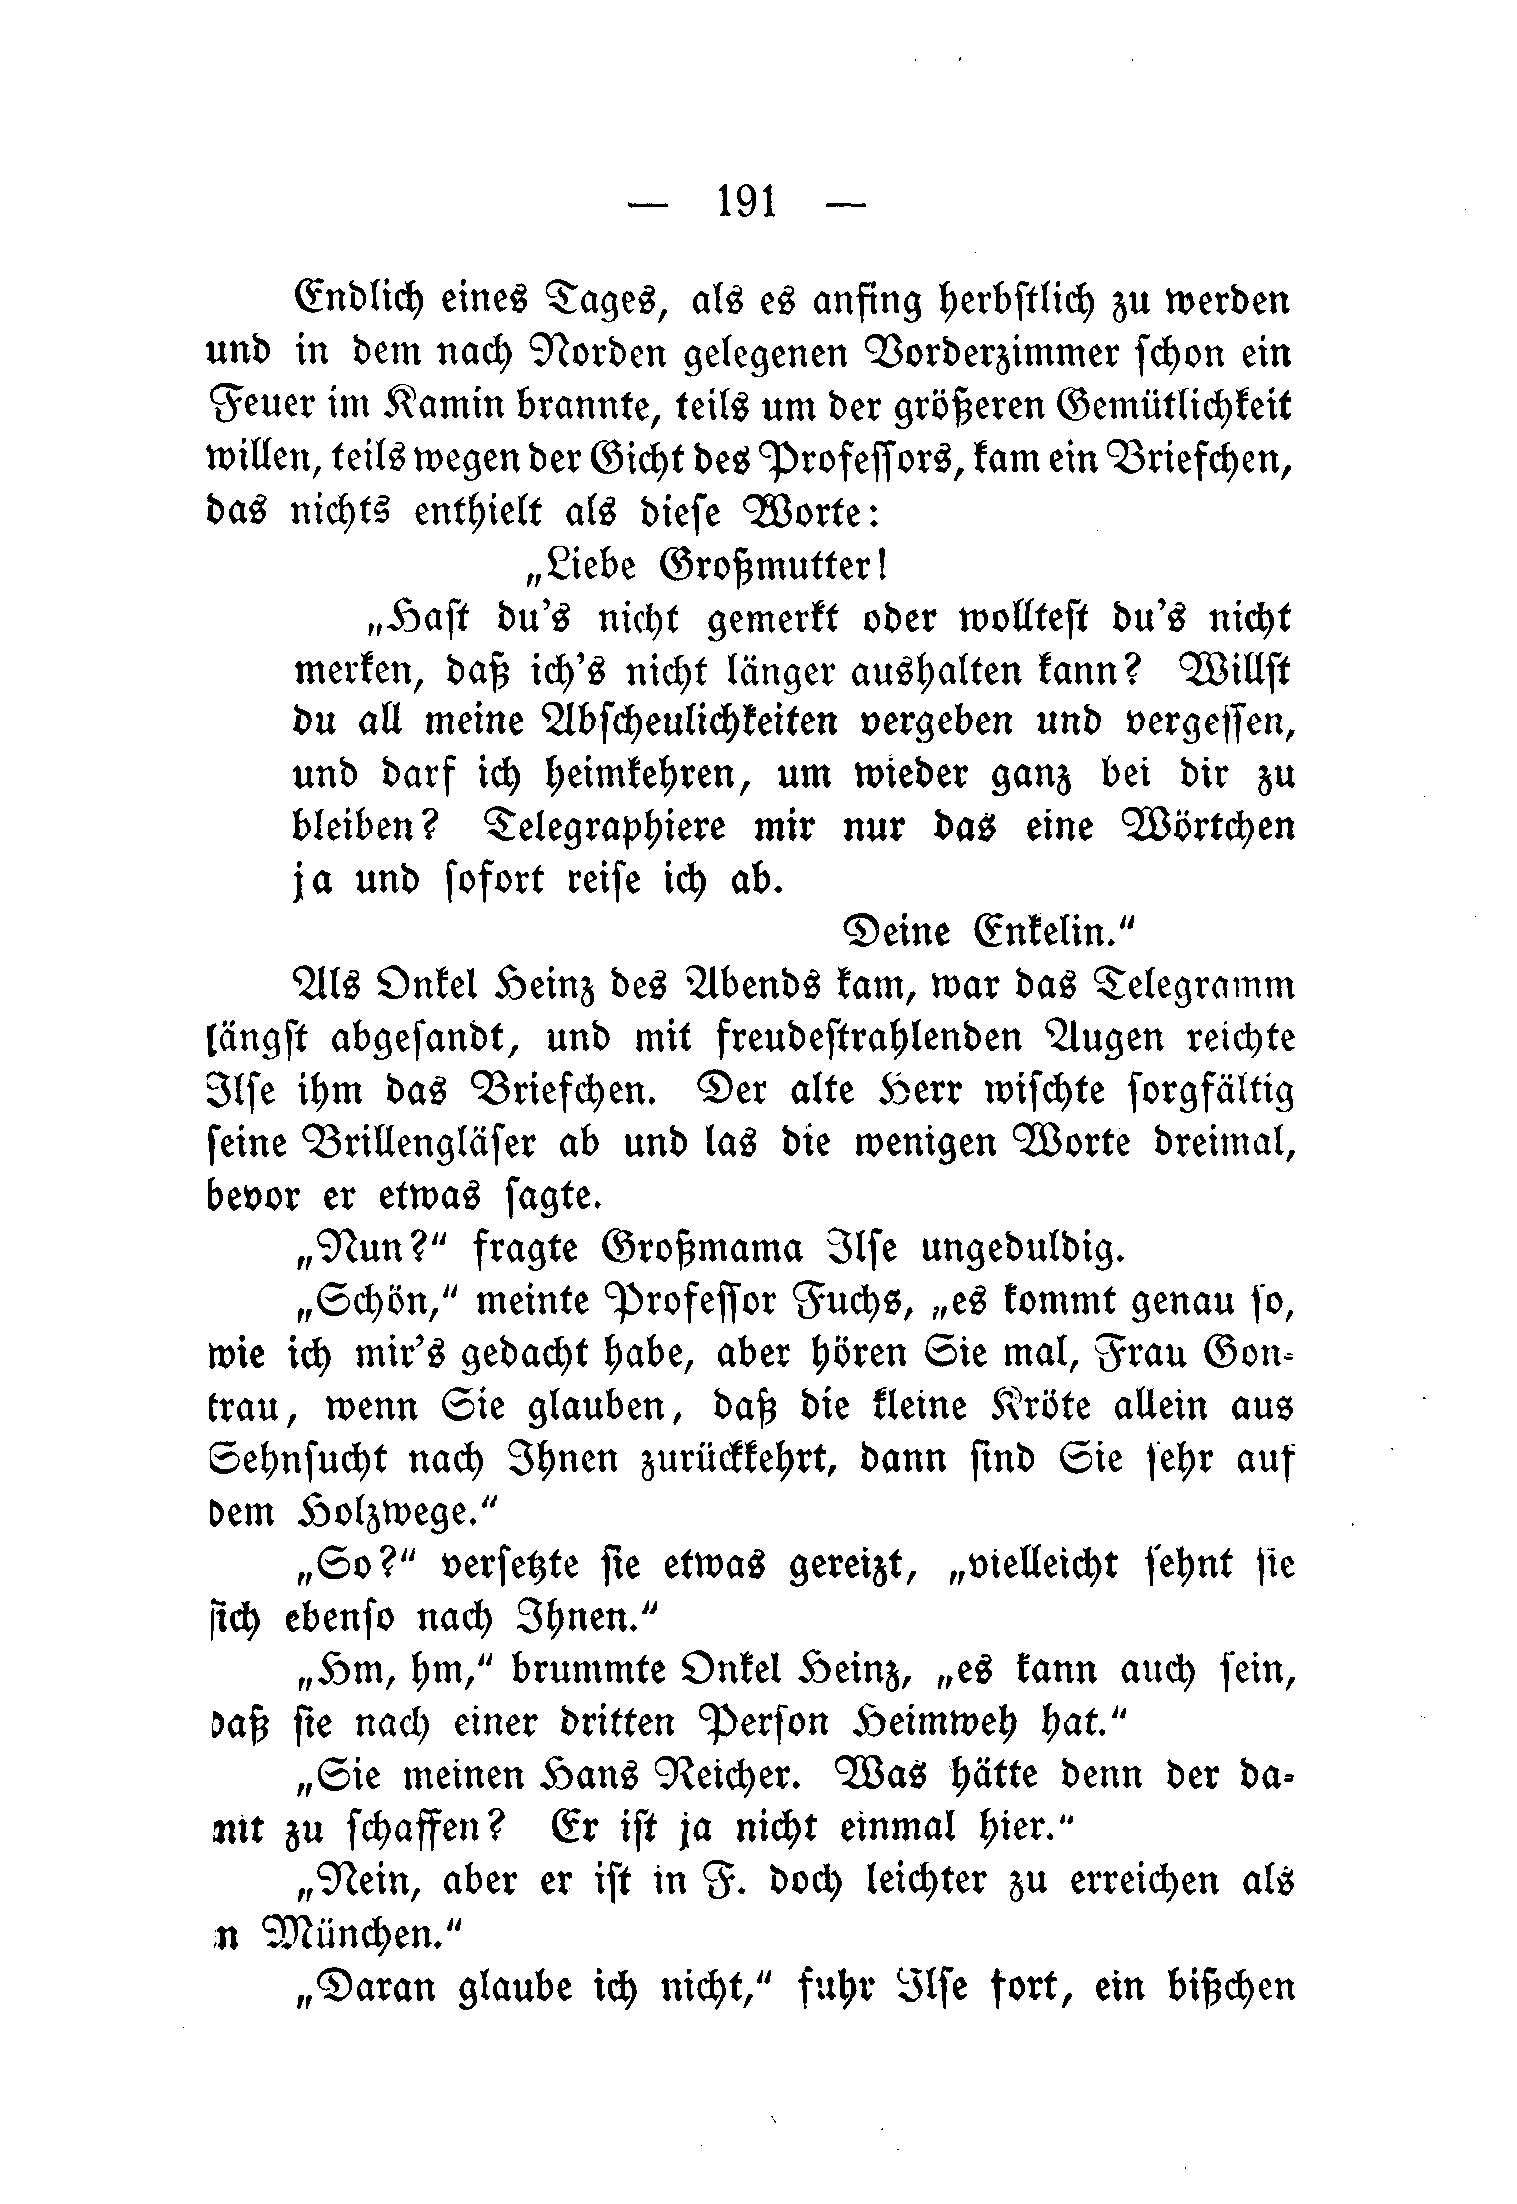 — 191 —
Endlich eines Tages, als es anfing herbstlich zu werden
und in dem nach Norden gelegenen Vorderzimmer schon ein
Feuer im Kamin brannte, teils um der größeren Gemütlichkeit
willen, teils wegen der Gicht des Professors, kam ein Briefchen,
das nichts enthielt als diese Worte:
„Liebe Großmutter!
„Hast du's nicht gemerkt oder wolltest du's nicht
merken, daß ich's nicht länger aushalten kann? Willst
du all meine Abscheulichkeiten vergeben und vergessen,
und darf ich heimkehren, um wieder ganz bei dir zu
bleiben? Telegraphiere mir nur das eine Wörtchen
ja und sofort reise ich ab.
Deine Enkelin.“
Als Onkel Heinz des Abends kam, war das Telegramm
längst abgesandt, und mit freudestrahlenden Augen reichte
Ilse ihm das Briefchen. Der alte Herr wischte sorgfältig
seine Brillengläser ab und las die wenigen Worte dreimal,
bevor er etwas sagte.
„Nun?“ fragte Großmama Ilse ungeduldig.
„Schön,“ meinte Professor Fuchs, „es kommt genau so,
wie ich mir's gedacht habe, aber hören Sie mal, Frau Gon-
trau, wenn Sie glauben, daß die kleine Kröte allein aus
Sehnsucht nach Ihnen zurückkehrt, dann sind Sie sehr auf
dem Holzwege.“
„So?“ versetzte sie etwas gereizt, „vielleicht sehnt sie
sich ebenso nach Ihnen.“
„Hm, hm,“ brummte Onkel Heinz, „es kann auch sein,
daß sie nach einer dritten Person Heimweh hat.“
„Sie meinen Hans Reicher. Was hätte denn der da-
mit zu schaffen? Er ist ja nicht einmal hier.“
„Nein, aber er ist in F. doch leichter zu erreichen als
in München.“
„Daran glaube ich nicht,“ fuhr Ilse fort, ein bißchen